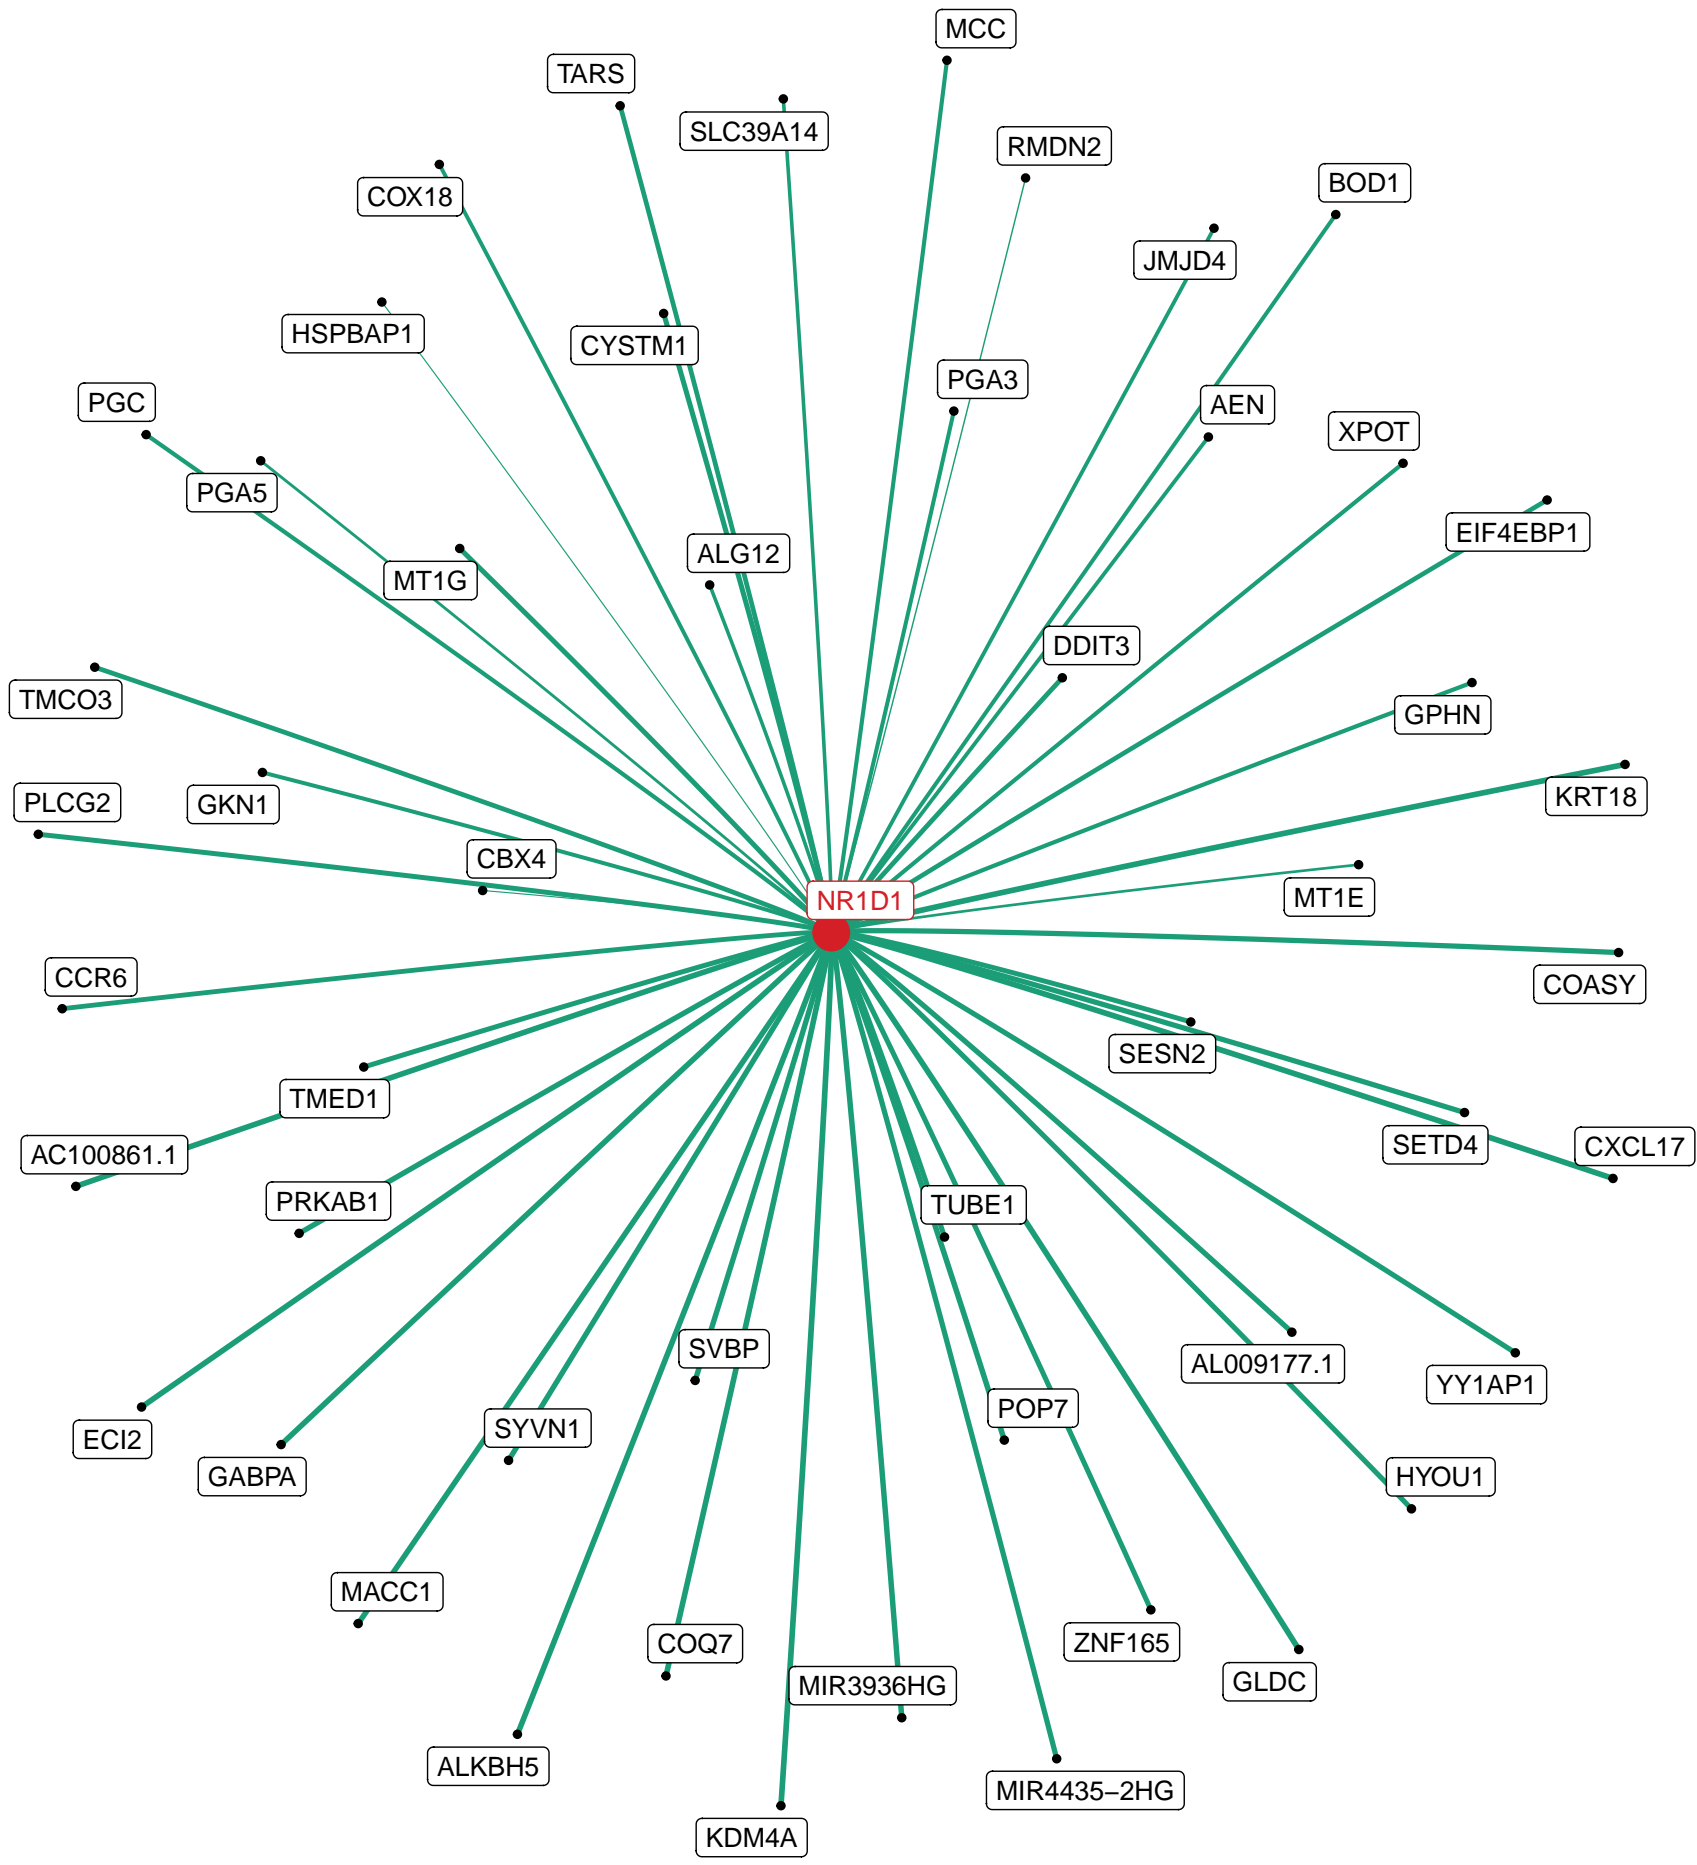 MCC
TARS
SLC39A14
RMDN2
BOD1
COX18
JMJD4
HSPBAP1
CYSTM1
PGA3
PGC
AEN
XPOT
PGA5
EIF4EBP1
ALG12
MT1G
DDIT3
TMCO3
GPHN
KRT18
PLCG2
GKN1
CBX4
MT1E
NR1D1
CCR6
COASY
SESN2
TMED1
SETD4
CXCL17
AC100861.1
PRKAB1
TUBE1
SVBP
AL009177.1
YY1AP1
POP7
SYVN1
ECI2
GABPA
HYOU1
MACC1
ZNF165
COQ7
GLDC
MIR3936HG
ALKBH5
MIR4435−2HG
KDM4A